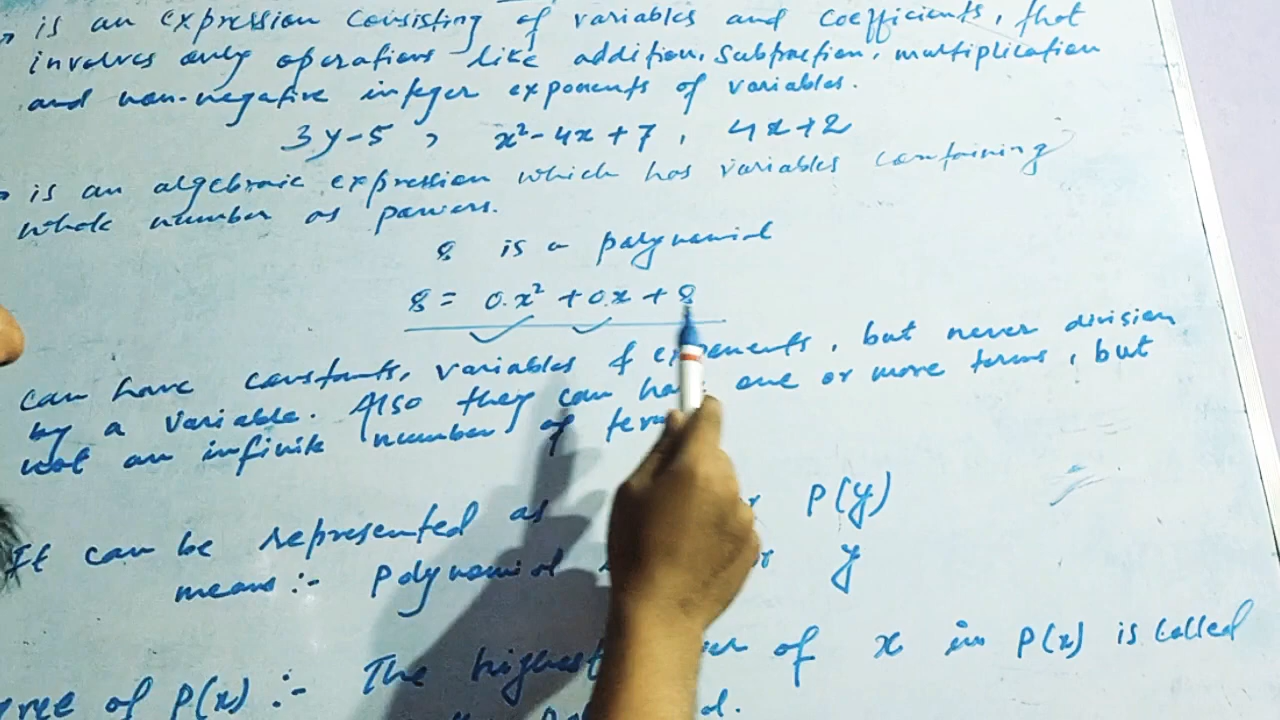 is an expression consisting of variables and coefficients, that
involves only operations like addition, subtraction, multiplication
and non-negative integer exponents of variables.
3y-5 , x²-4x+7 , 4x+2
is an algebraic expression which has variables containing
whole number as powers.
8 is a polynomial
8 = 0.x² + 0.x + 8
can have constants, variables & exponents, but never division
by a variable. Also they can one or more terms, but
not an infinite number of
It can be represented as P(y)
means :- Polynomial y
of P(x) :- The highest of x in P(x) is called